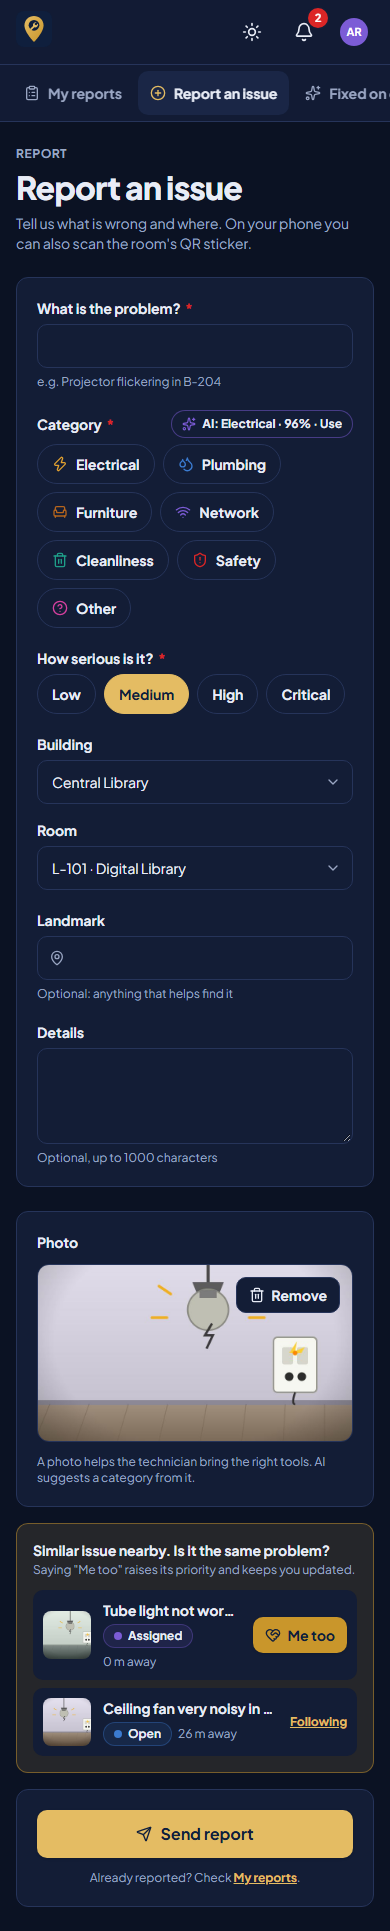 2
AR
My reports
Report an issue
Fixed on
REPORT
Report an issue
Tell us what is wrong and where. On your phone you
can also scan the room's QR sticker.
What is the problem? *
e.g. Projector flickering in B-204
Category *
AI: Electrical · 96% · Use
Electrical
Plumbing
Furniture
Network
Cleanliness
Safety
Other
How serious is it? *
Low
Medium
High
Critical
Building
Central Library
Room
L-101 · Digital Library
Landmark
Optional: anything that helps find it
Details
Optional, up to 1000 characters
Photo
Remove
A photo helps the technician bring the right tools. AI
suggests a category from it.
Similar issue nearby. Is it the same problem?
Saying "Me too" raises its priority and keeps you updated.
Tube light not wor...
Assigned
0 m away
Me too
Ceiling fan very noisy in ...
Open
26 m away
Following
Send report
Already reported? Check My reports.